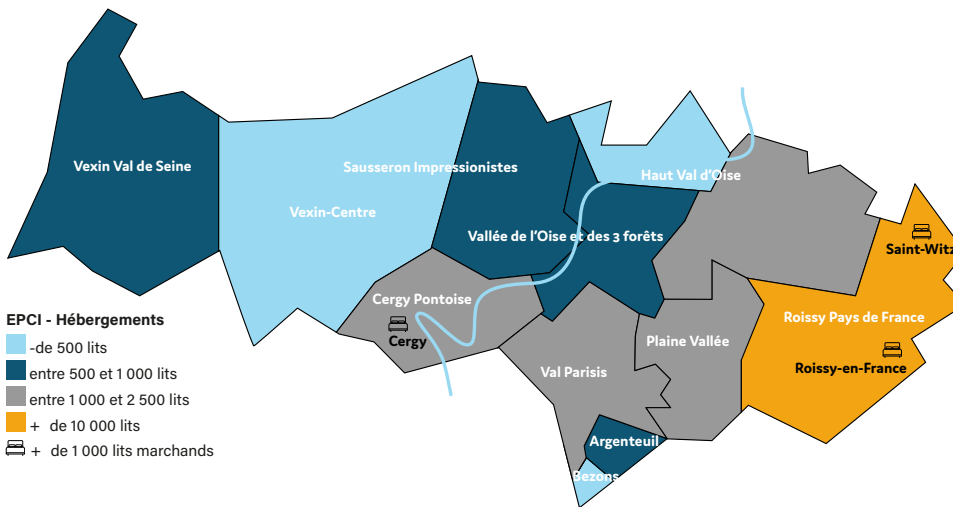 Vexin Val de Seine
Sausseron Impressionistes
Haut Val d'Oise
Vexin-Centre
Vallée de l'Oise et des 3 forêts
Saint-Witz
Cergy Pontoise
Roissy Pays de France
Cergy
Plaine Vallée
Roissy-en-France
Val Parisis
Argenteuil
Bezons
EPCI - Hébergements
-de 500 lits
entre 500 et 1 000 lits
entre 1 000 et 2 500 lits
+ de 10 000 lits
+ de 1 000 lits marchands